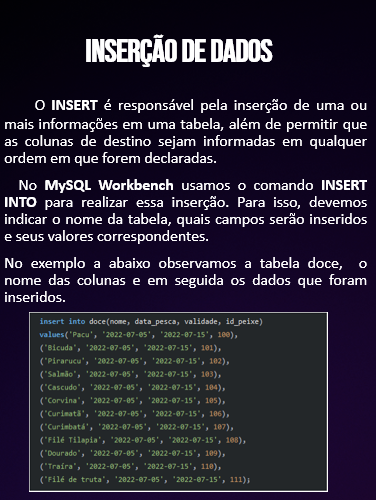 INSERÇÃO DE DADOS
O INSERT é responsável pela inserção de uma ou
mais informações em uma tabela, além de permitir que
as colunas de destino sejam informadas em qualquer
ordem em que forem declaradas.
No MySQL Workbench usamos o comando INSERT
INTO para realizar essa inserção. Para isso, devemos
indicar o nome da tabela, quais campos serão inseridos
e seus valores correspondentes.
No exemplo a abaixo observamos a tabela doce, o
nome das colunas e em seguida os dados que foram
inseridos.
insert into doce(nome, data_pesca, validade, id_peixe)
values('Pacu', '2022-07-05', '2022-07-15', 100),
('Bicuda', '2022-07-05', '2022-07-15', 101),
('Pirarucu', '2022-07-05', '2022-07-15', 102),
('Salmão', '2022-07-05', '2022-07-15', 103),
('Cascudo', '2022-07-05', '2022-07-15', 104),
('Corvina', '2022-07-05', '2022-07-15', 105),
('Curimatã', '2022-07-05', '2022-07-15', 106),
('Curimbatá', '2022-07-05', '2022-07-15', 107),
('Filé Tilapia', '2022-07-05', '2022-07-15', 108),
('Dourado', '2022-07-05', '2022-07-15', 109),
('Traíra', '2022-07-05', '2022-07-15', 110),
('Filé de truta', '2022-07-05', '2022-07-15', 111);